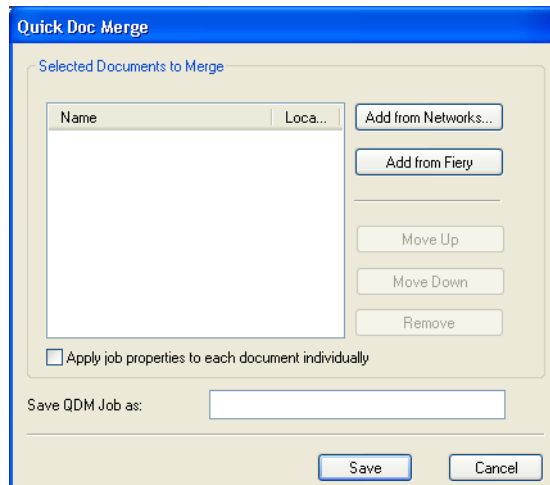 Quick Doc Merge
Selected Documents to Merge
Name Loca...
Add from Networks...
Add from Fiery
Move Up
Move Down
Remove
Apply job properties to each document individually
Save QDM Job as:
Save Cancel